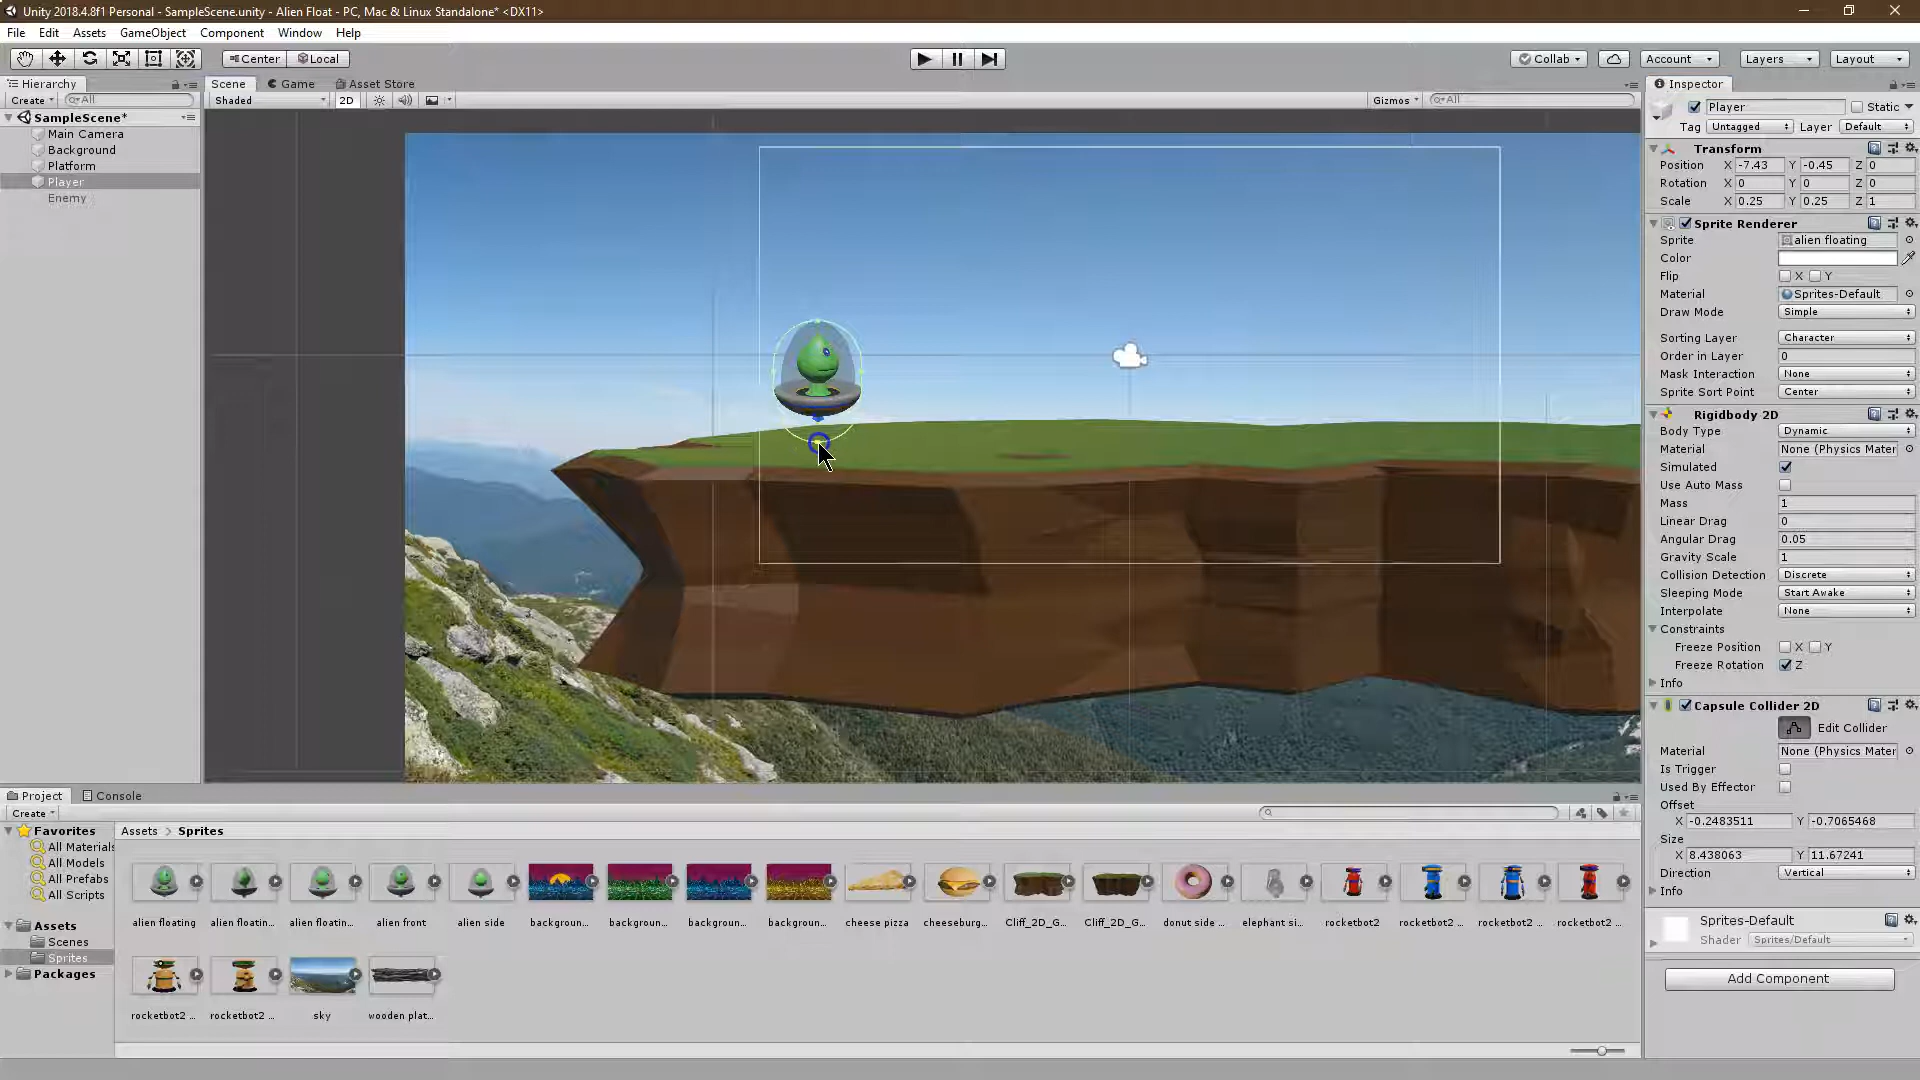 Unity 2018.4.8f1 Personal - SampleScene.unity - Alien Float - PC, Mac & Linux Standalone* <DX11>
File Edit Assets GameObject Component Window Help
Center Local Collab Account Layers Layout
Hierarchy
Create All
SampleScene*
Main Camera
Background
Platform
Player
Enemy
Scene Game Asset Store
Shaded 2D Gizmos All
Inspector
Player Static
Tag Untagged Layer Default
Transform
Position X -7.43 Y -0.45 Z 0
Rotation X 0 Y 0 Z 0
Scale X 0.25 Y 0.25 Z 1
Sprite Renderer
Sprite alien floating
Color
Flip X Y
Material Sprites-Default
Draw Mode Simple
Sorting Layer Character
Order in Layer 0
Mask Interaction None
Sprite Sort Point Center
Rigidbody 2D
Body Type Dynamic
Material None (Physics Mater
Simulated
Use Auto Mass
Mass 1
Linear Drag 0
Angular Drag 0.05
Gravity Scale 1
Collision Detection Discrete
Sleeping Mode Start Awake
Interpolate None
Constraints
Freeze Position X Y
Freeze Rotation Z
Info
Capsule Collider 2D
Edit Collider
Material None (Physics Mater
Is Trigger
Used By Effector
Offset
X -0.2483511 Y -0.7065468
Size
X 8.438063 Y 11.67241
Direction Vertical
Info
Sprites-Default
Shader Sprites/Default
Add Component
Project Console
Create
Favorites
All Materials
All Models
All Prefabs
All Scripts
Assets
Scenes
Sprites
Packages
Assets > Sprites
alien floating alien floatin... alien floatin... alien front alien side backgroun... backgroun... backgroun... backgroun... cheese pizza cheeseburg... Cliff_2D_G... Cliff_2D_G... donut side ... elephant si... rocketbot2 rocketbot2 ... rocketbot2 ... rocketbot2 ...
rocketbot2 ... rocketbot2 ... sky wooden plat...